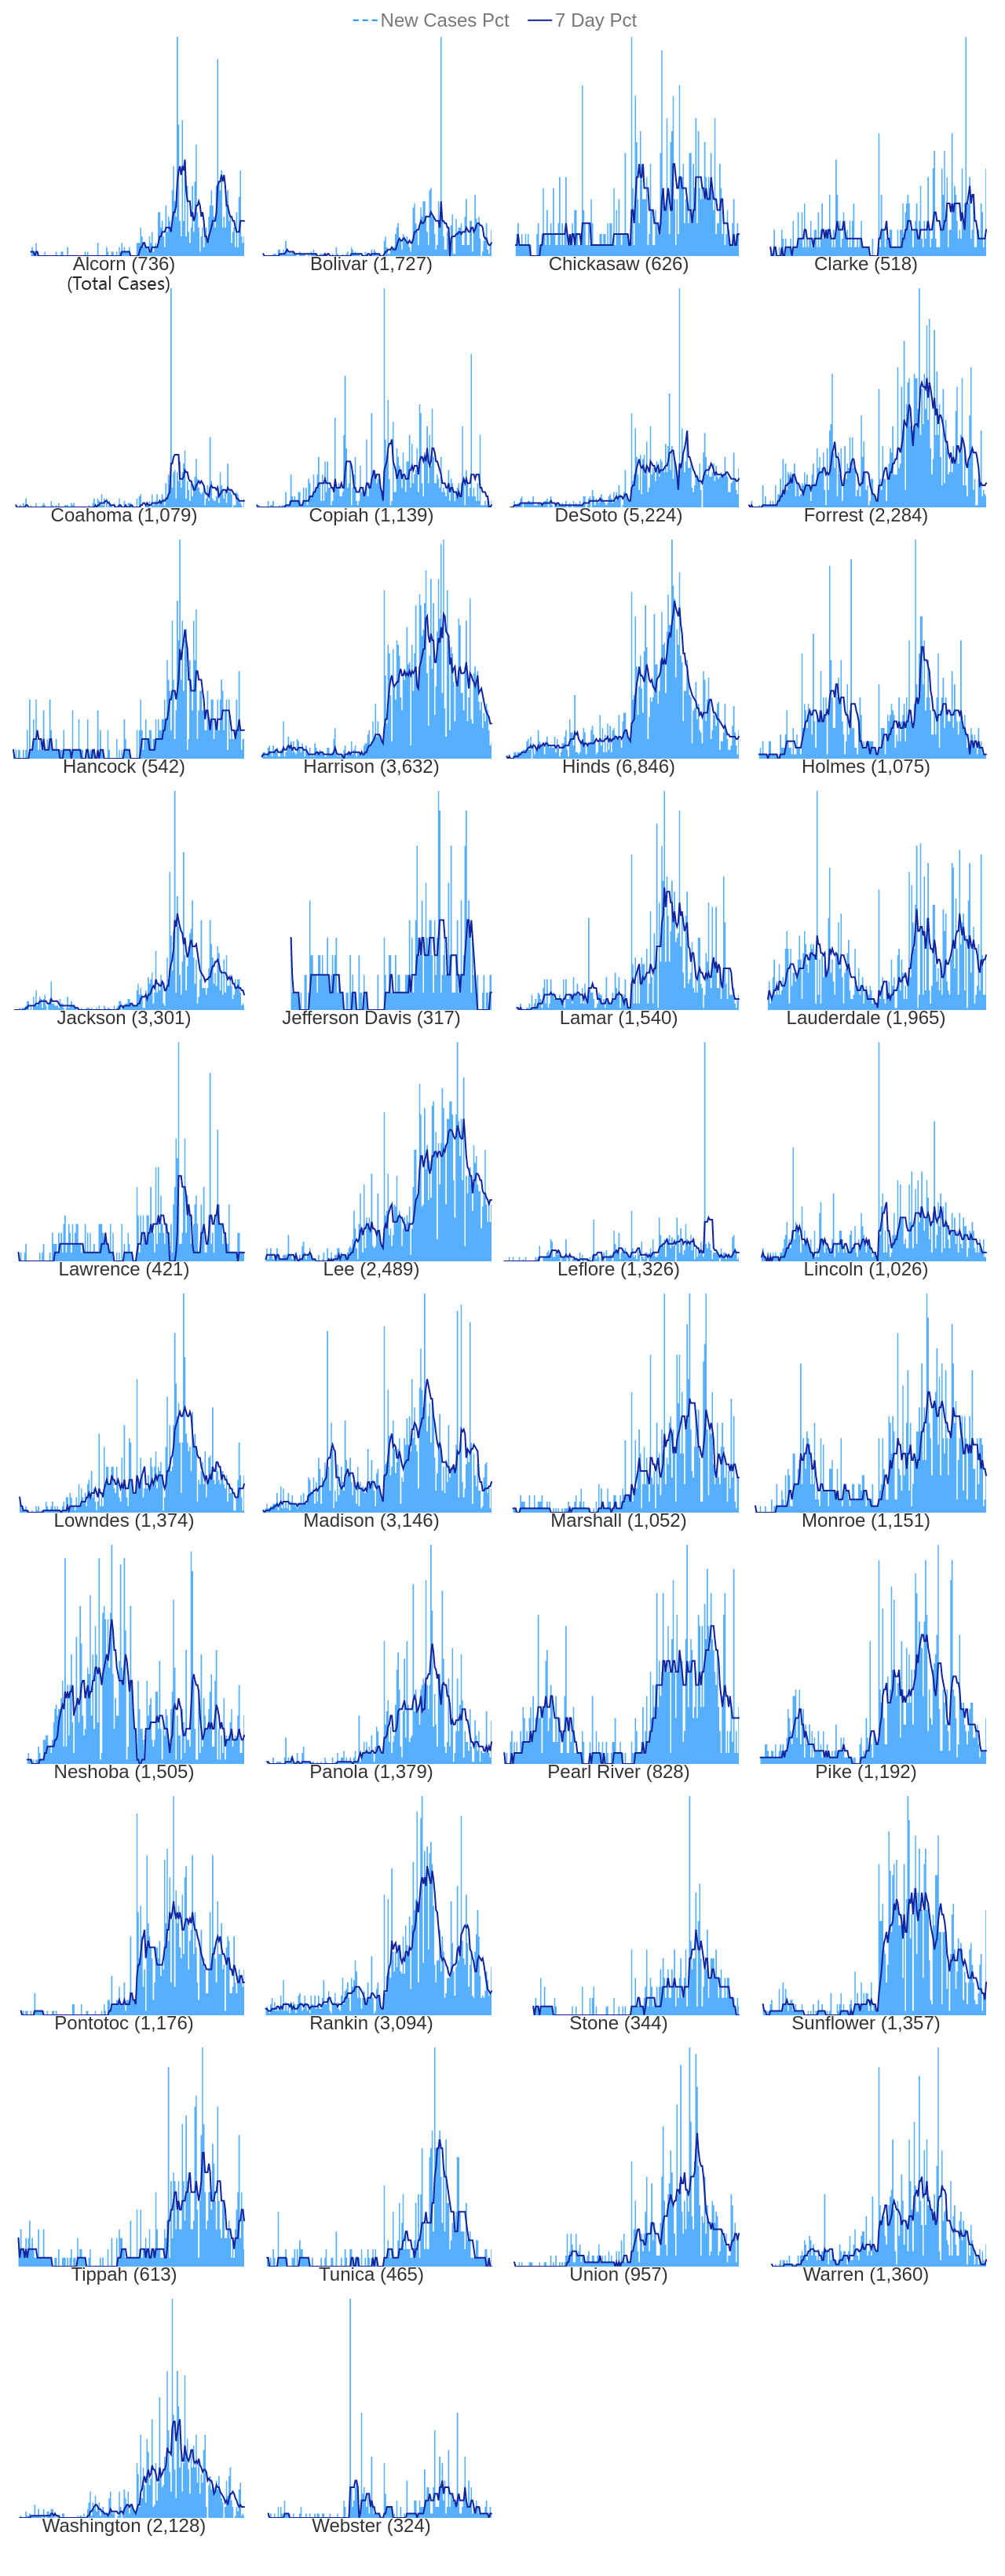 New Cases Pct 7 Day Pct
Alcorn (736) Bolivar (1,727) Chickasaw (626) Clarke (518)
(Total Cases)
Coahoma (1,079) Copiah (1,139) DeSoto (5,224) Forrest (2,284)
Hancock (542) Harrison (3,632) Hinds (6,846) Holmes (1,075)
Jackson (3,301) Jefferson Davis (317) Lamar (1,540) Lauderdale (1,965)
Lawrence (421) Lee (2,489) Leflore (1,326) Lincoln (1,026)
Lowndes (1,374) Madison (3,146) Marshall (1,052) Monroe (1,151)
Neshoba (1,505) Panola (1,379) Pearl River (828) Pike (1,192)
Pontotoc (1,176) Rankin (3,094) Stone (344) Sunflower (1,357)
Tippah (613) Tunica (465) Union (957) Warren (1,360)
Washington (2,128) Webster (324)